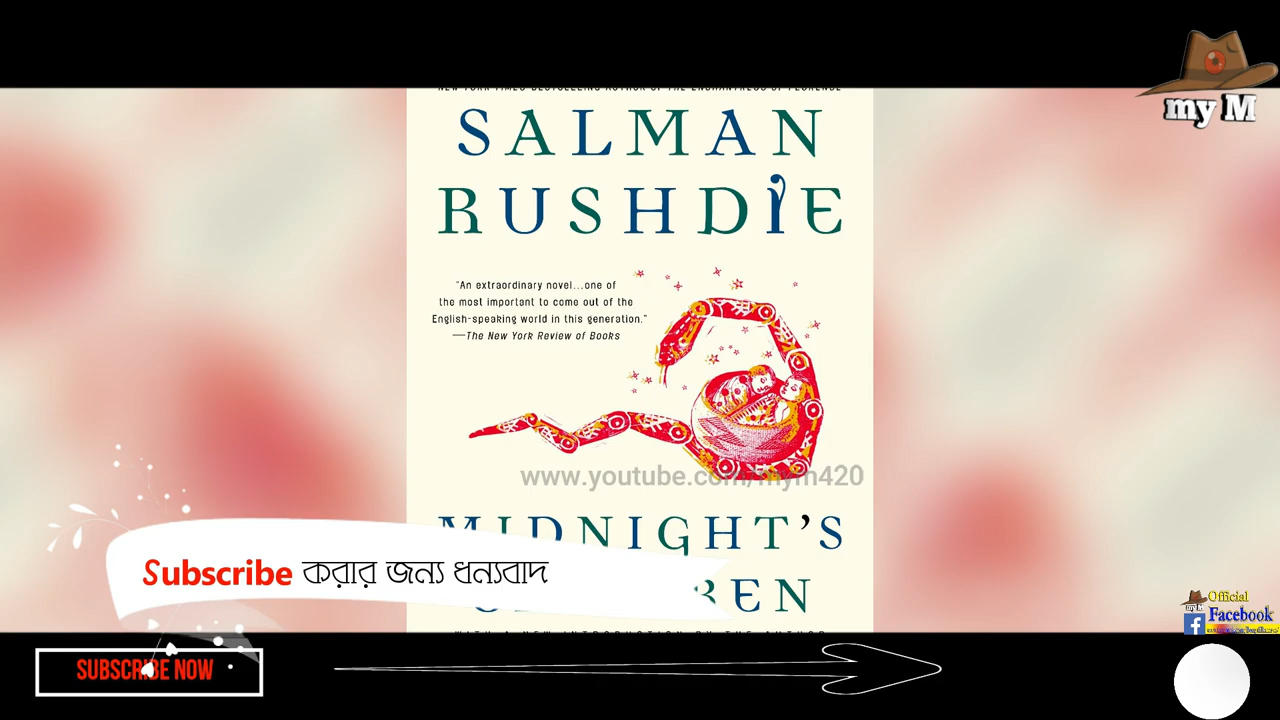 my M
SALMAN
RUSHDIE
"An extraordinary novel...one of
the most important to come out of the
English-speaking world in this generation."
—The New York Review of Books
www.youtube.com/mym420
MIDNIGHT'S
Subscribe করার জন্য ধন্যবাদ
SUBSCRIBE NOW
my M
Official
Facebook